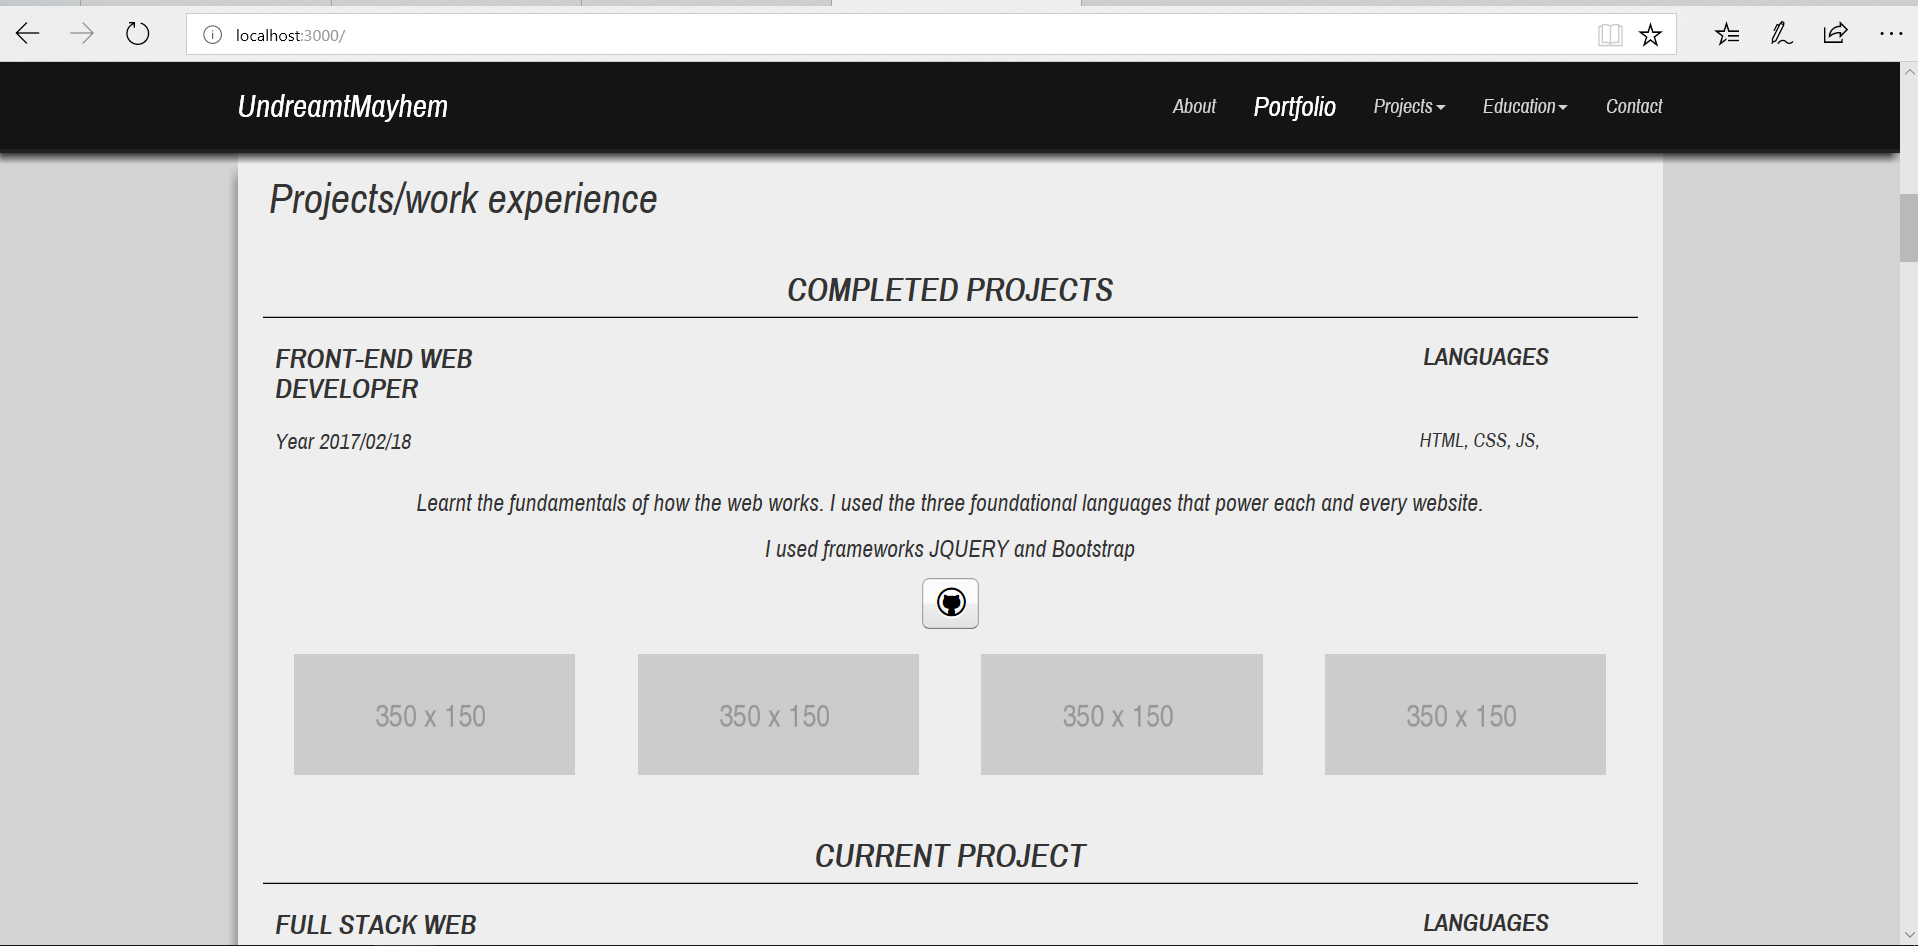 localhost:3000/
UndreamtMayhem
About Portfolio Projects Education Contact
Projects/work experience
COMPLETED PROJECTS
FRONT-END WEB
DEVELOPER
LANGUAGES
Year 2017/02/18
HTML, CSS, JS,
Learnt the fundamentals of how the web works. I used the three foundational languages that power each and every website.
I used frameworks JQUERY and Bootstrap
350 x 150
350 x 150
350 x 150
350 x 150
CURRENT PROJECT
FULL STACK WEB
LANGUAGES